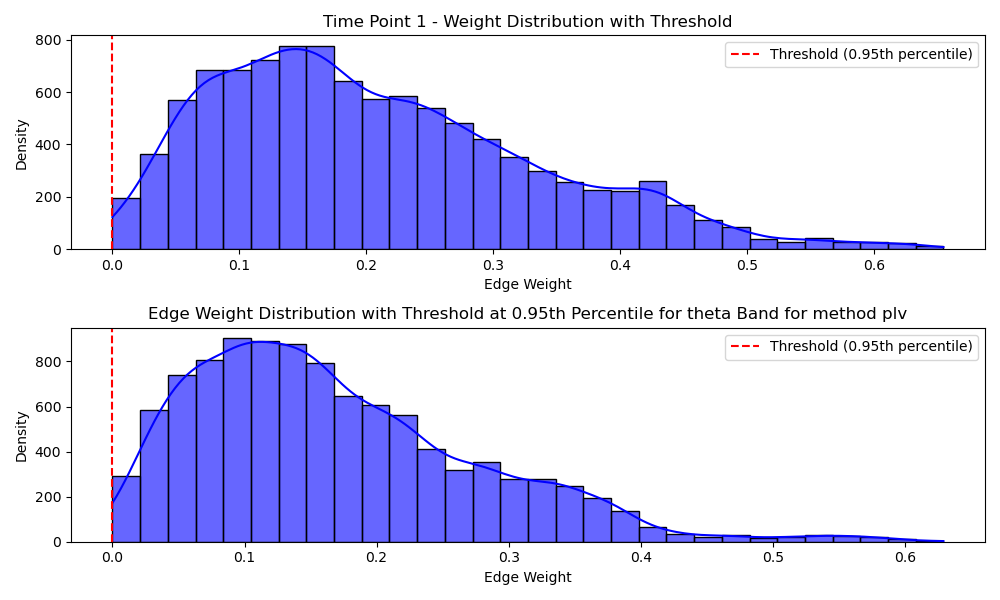 Time Point 1 - Weight Distribution with Threshold
Threshold (0.95th percentile)
Density
800
600
400
200
0
0.0 0.1 0.2 0.3 0.4 0.5 0.6
Edge Weight
Edge Weight Distribution with Threshold at 0.95th Percentile for theta Band for method plv
Threshold (0.95th percentile)
Density
800
600
400
200
0
0.0 0.1 0.2 0.3 0.4 0.5 0.6
Edge Weight